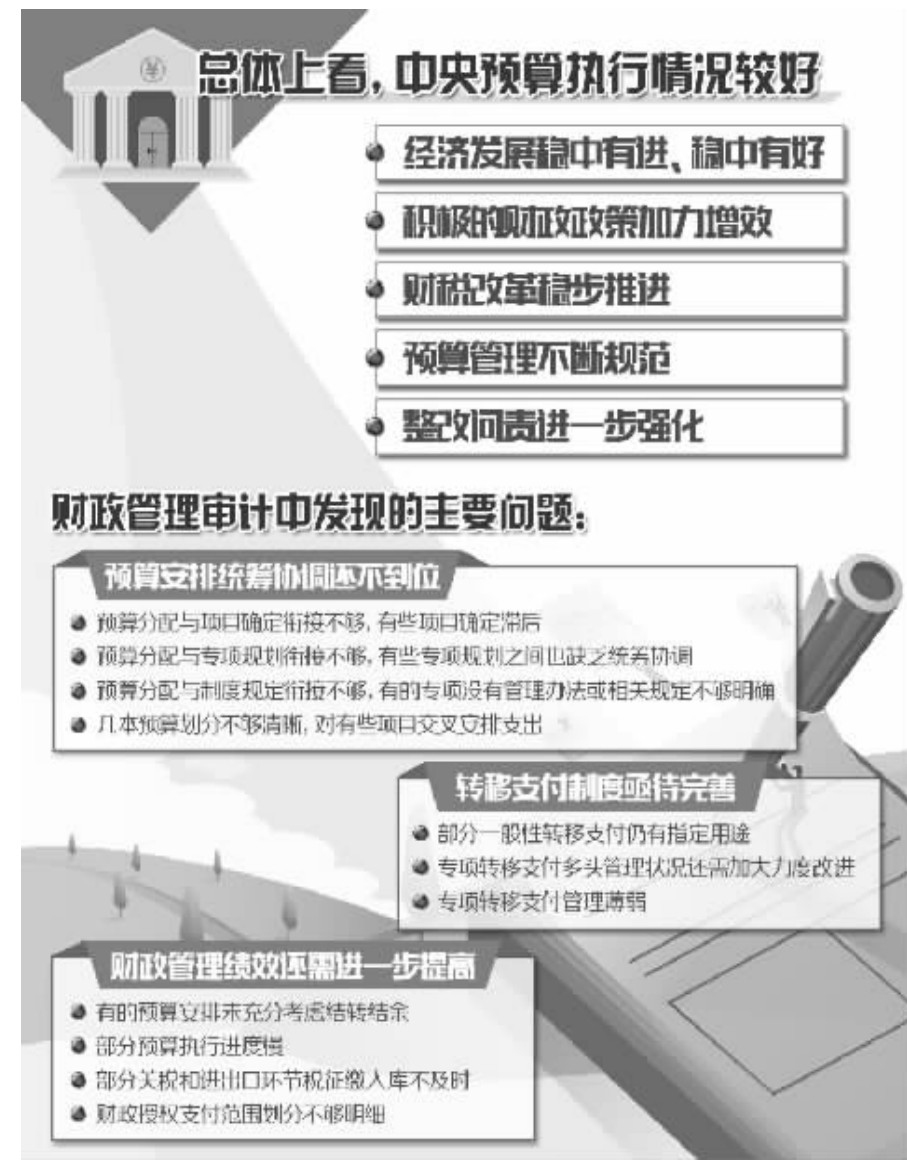 ¥
总体上看,中央预算执行情况较好
经济发展稳中有进、稳中有好
积极的财政政策加力增效
财税改革稳步推进
预算管理不断规范
整改问责进一步强化
财政管理审计中发现的主要问题:
预算安排统筹协调还不到位
预算分配与项目确定衔接不够,有些项目确定滞后
预算分配与专项规划衔接不够,有些专项规划之间也缺乏统筹协调
预算分配与制度规定衔接不够,有的专项没有管理办法或相关规定不够明确
几本预算划分不够清晰,对有些项目交叉安排支出
转移支付制度亟待完善
部分一般性转移支付仍有指定用途
专项转移支付多头管理状况还需加大力度改进
专项转移支付管理薄弱
财政管理绩效还需进一步提高
有的预算安排未充分考虑结转结余
部分预算执行进度慢
部分关税和进出口环节税征缴入库不及时
财政授权支付范围划分不够明细